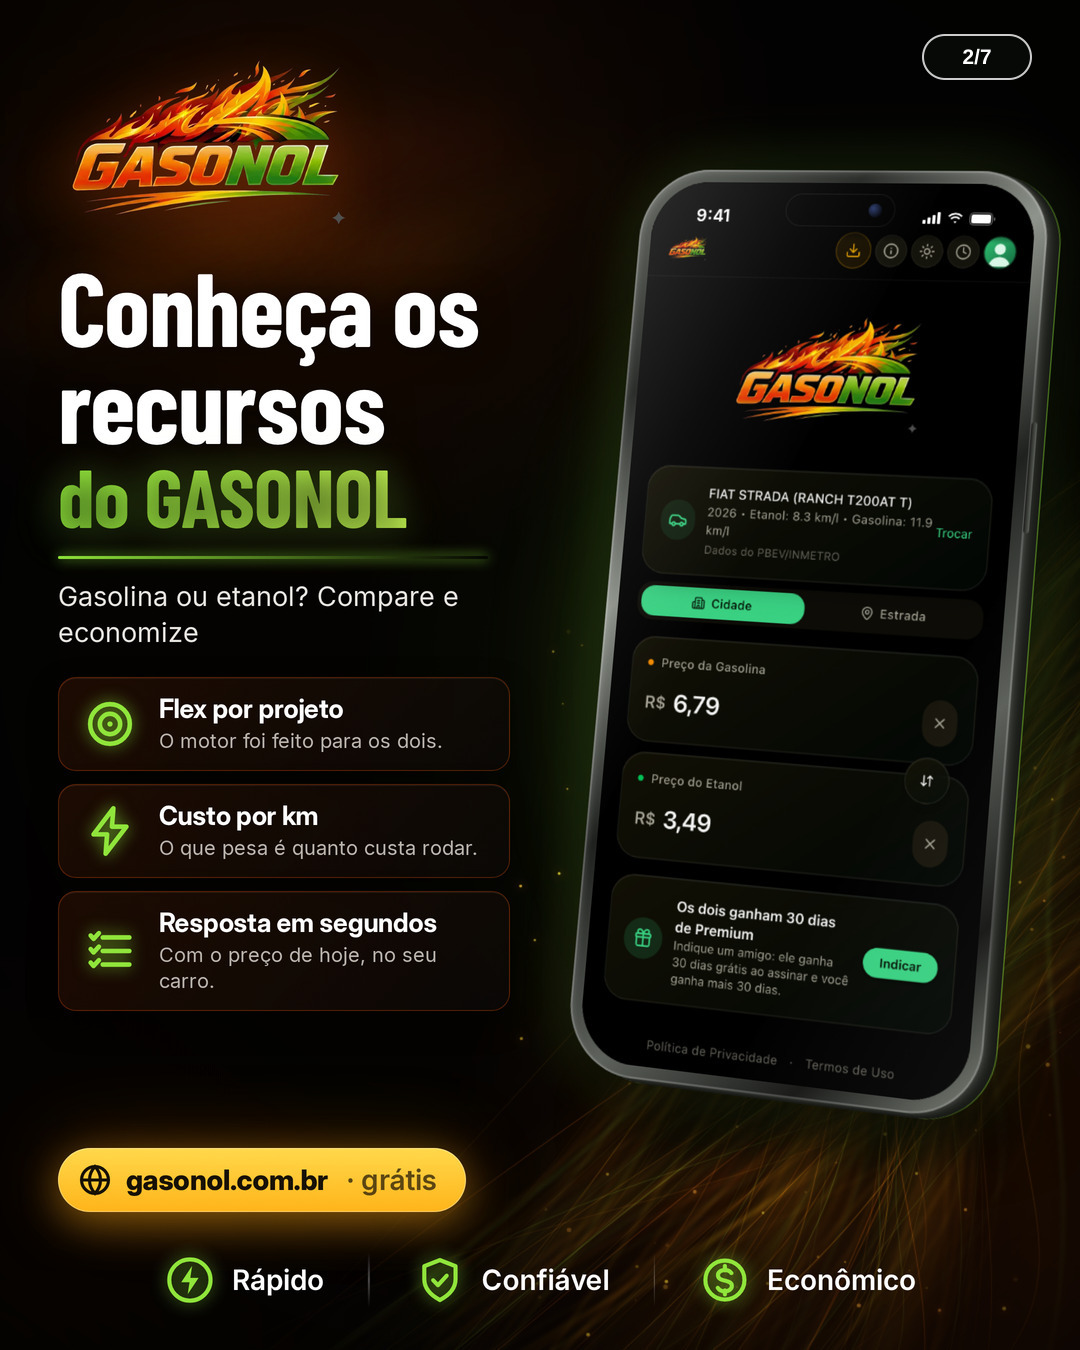 2/7
GASONOL
Conheça os
recursos
do GASONOL
Gasolina ou etanol? Compare e
economize
Flex por projeto
O motor foi feito para os dois.
Custo por km
O que pesa é quanto custa rodar.
Resposta em segundos
Com o preço de hoje, no seu
carro.
9:41
GASONOL
GASONOL
FIAT STRADA (RANCH T200AT T)
2026 • Etanol: 8.3 km/l • Gasolina: 11.9
km/l
Trocar
Dados do PBEV/INMETRO
Cidade
Estrada
Preço da Gasolina
R$ 6,79
Preço do Etanol
R$ 3,49
Os dois ganham 30 dias
de Premium
Indique um amigo: ele ganha
30 dias grátis ao assinar e você
ganha mais 30 dias.
Indicar
Política de Privacidade · Termos de Uso
gasonol.com.br · grátis
Rápido
Confiável
Econômico